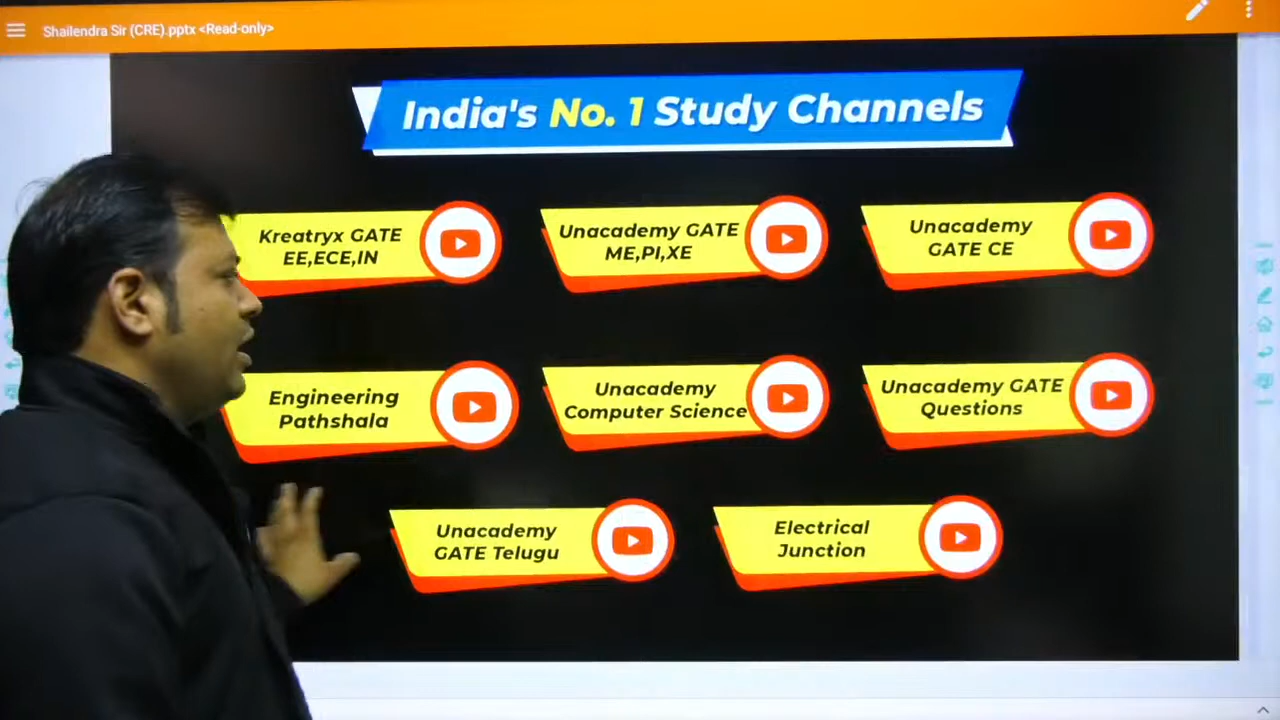 Shailendra Sir (CRE).pptx <Read-only>
India's No. 1 Study Channels
Kreatryx GATE
EE,ECE,IN
Unacademy GATE
ME,PI,XE
Unacademy
GATE CE
Engineering
Pathshala
Unacademy
Computer Science
Unacademy GATE
Questions
Unacademy
GATE Telugu
Electrical
Junction